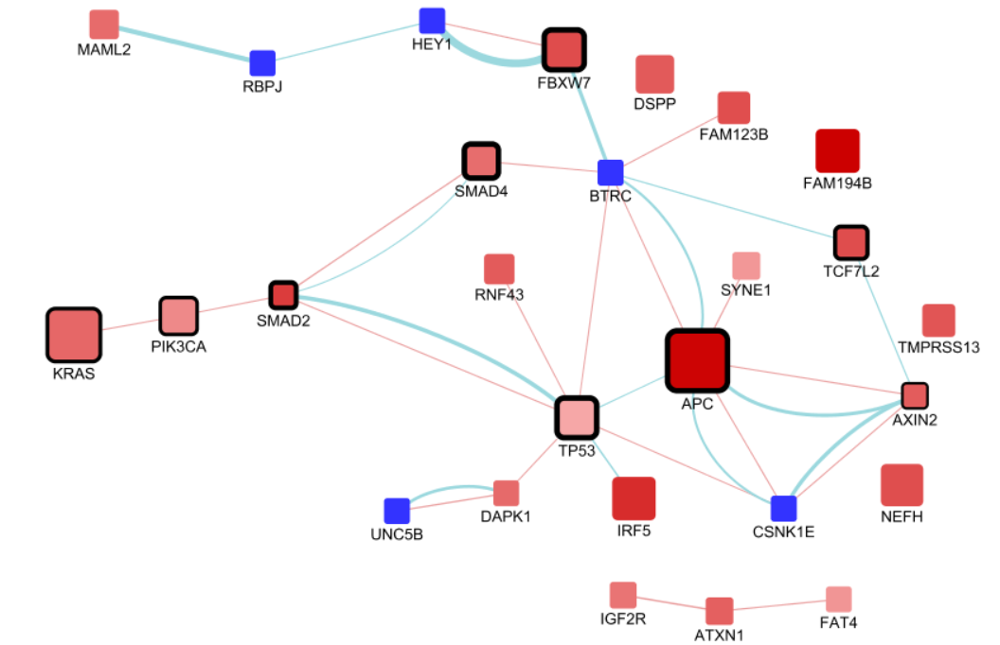 MAML2
HEY1
RBPJ
FBXW7
DSPP
FAM123B
FAM194B
SMAD4
BTRC
TCF7L2
RNF43
SYNE1
SMAD2
TMPRSS13
PIK3CA
KRAS
APC
AXIN2
TP53
DAPK1
UNC5B
IRF5
CSNK1E
NEFH
IGF2R
ATXN1
FAT4